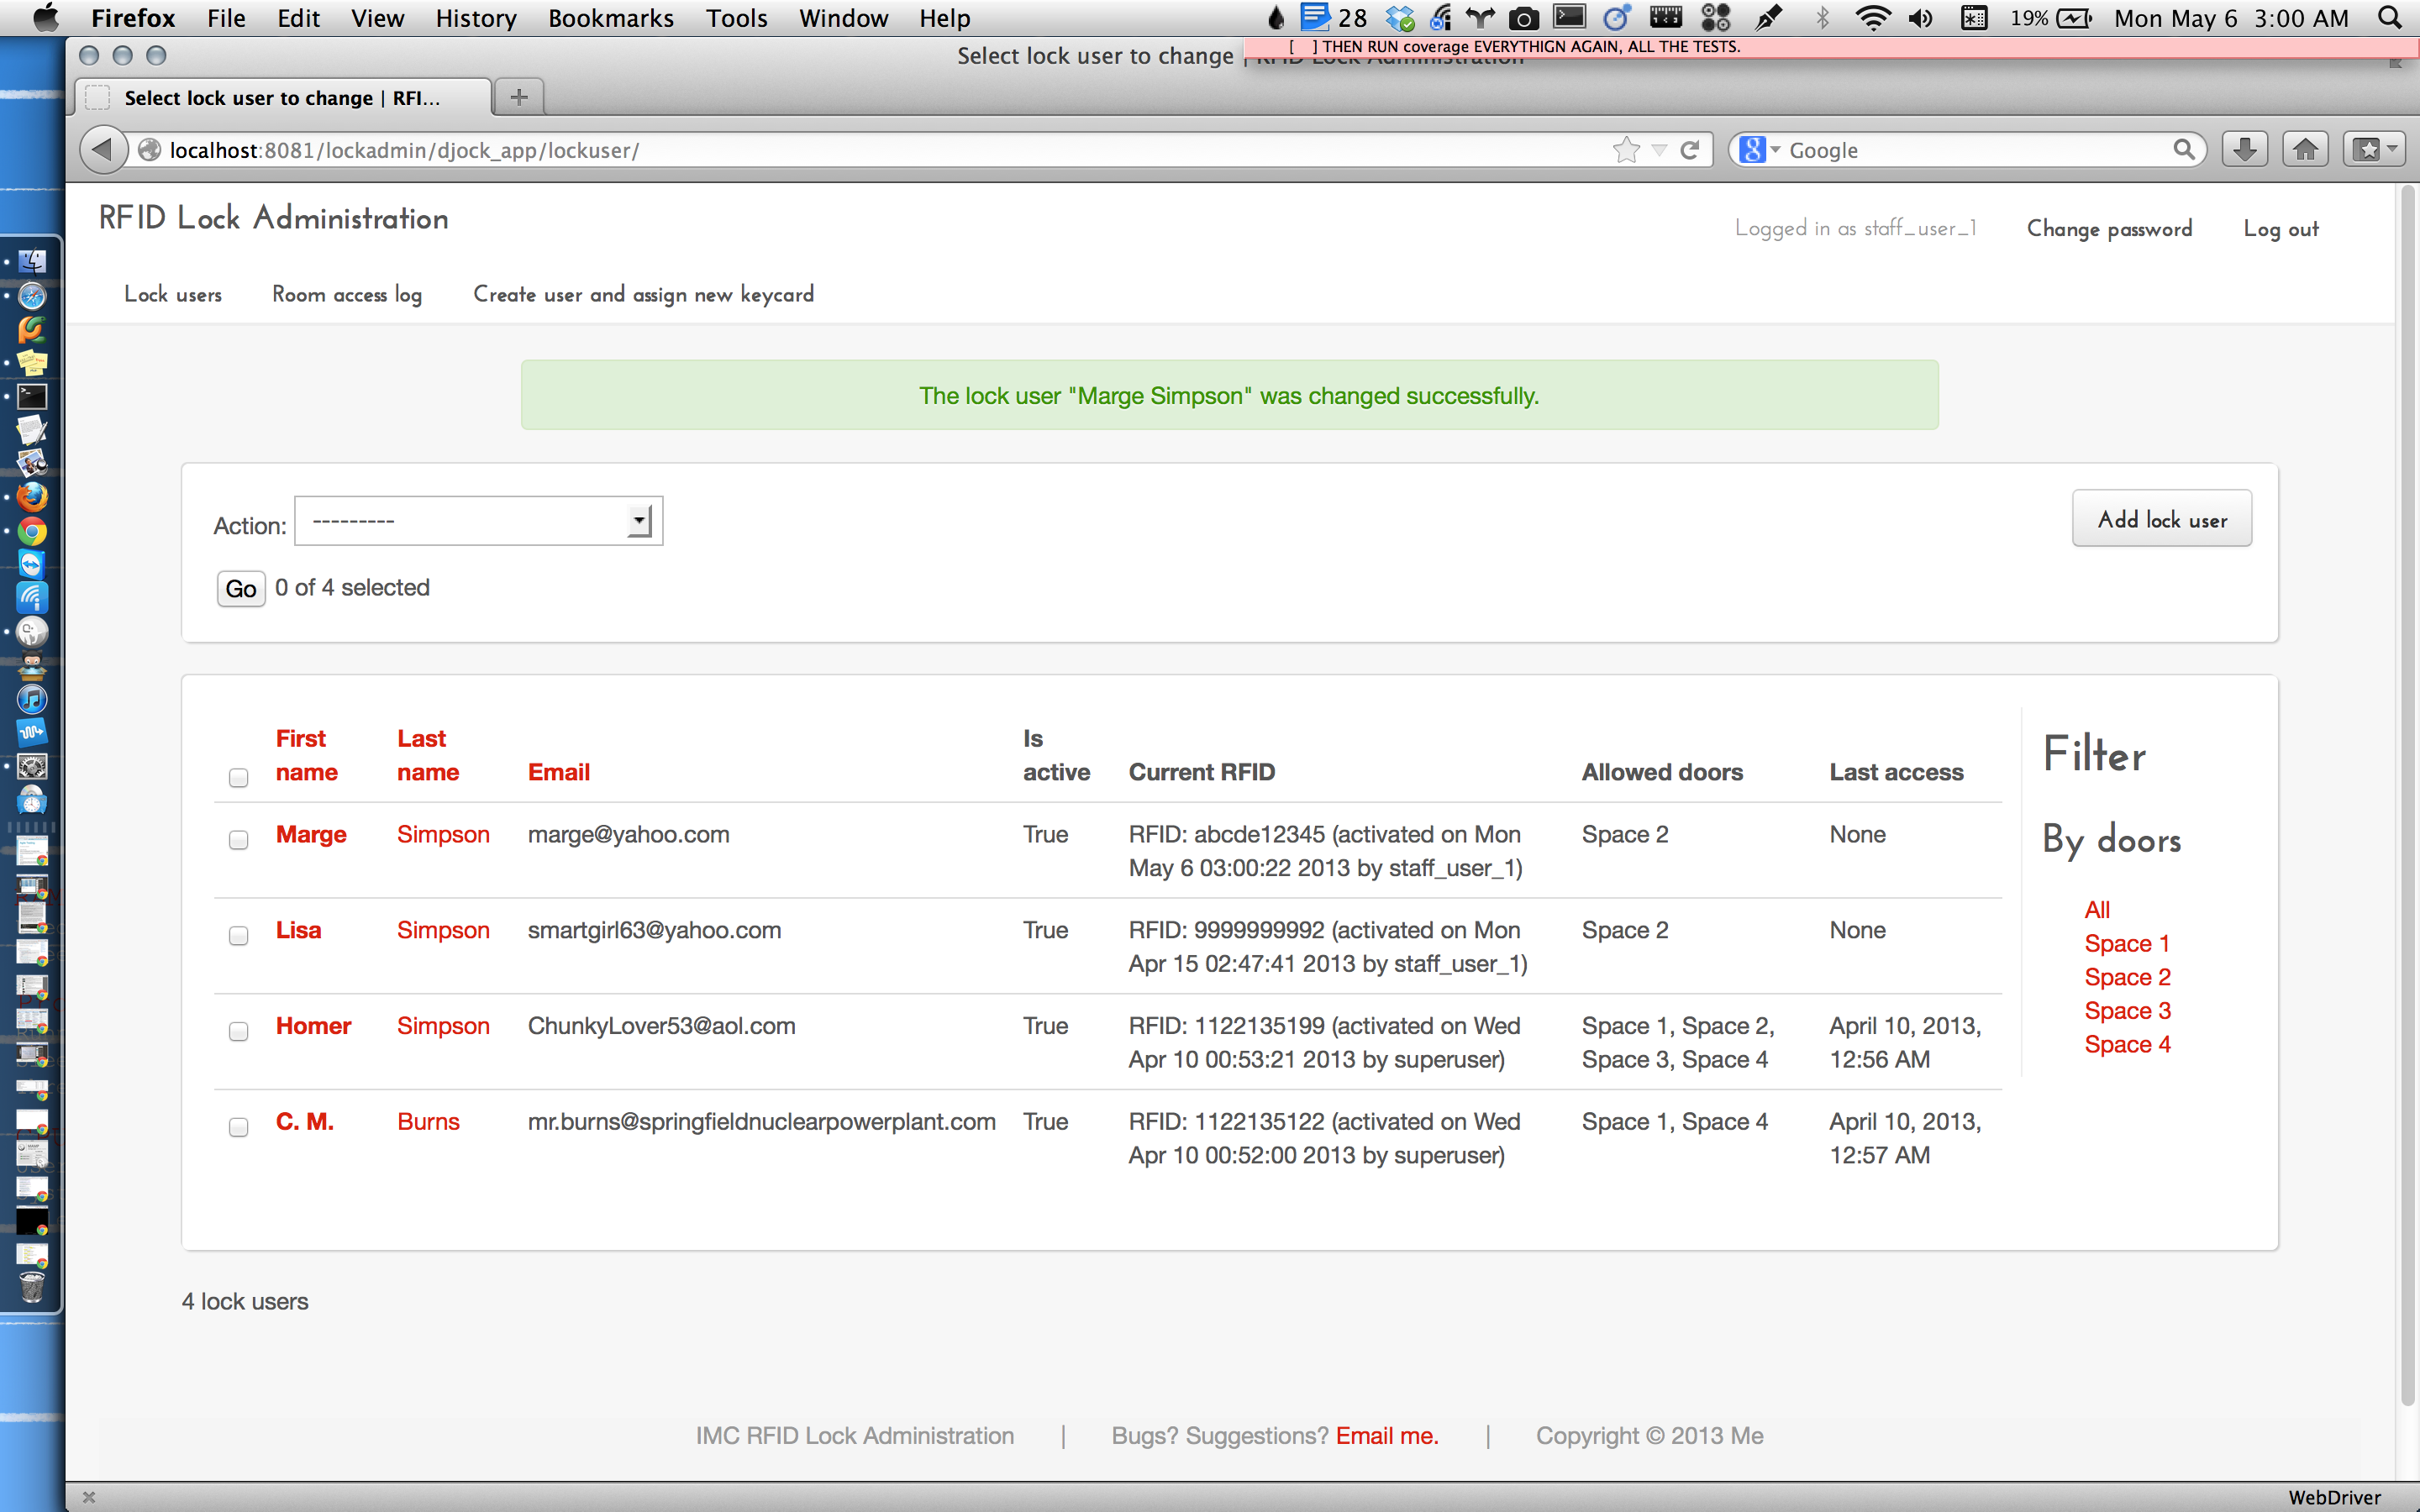 Firefox File Edit View History Bookmarks Tools Window Help 28 19% Mon May 6 3:00 AM
[ ] THEN RUN coverage EVERYTHIGN AGAIN, ALL THE TESTS.
Select lock user to change | RFID Lock Administration
Select lock user to change | RFI...
localhost:8081/lockadmin/djock_app/lockuser/
Google
RFID Lock Administration
Logged in as staff_user_1 Change password Log out
Lock users Room access log Create user and assign new keycard
The lock user "Marge Simpson" was changed successfully.
Action: ---------
Add lock user
Go 0 of 4 selected
First name Last name Email Is active Current RFID Allowed doors Last access
Marge Simpson marge@yahoo.com True RFID: abcde12345 (activated on Mon May 6 03:00:22 2013 by staff_user_1) Space 2 None
Lisa Simpson smartgirl63@yahoo.com True RFID: 9999999992 (activated on Mon Apr 15 02:47:41 2013 by staff_user_1) Space 2 None
Homer Simpson ChunkyLover53@aol.com True RFID: 1122135199 (activated on Wed Apr 10 00:53:21 2013 by superuser) Space 1, Space 2, Space 3, Space 4 April 10, 2013, 12:56 AM
C. M. Burns mr.burns@springfieldnuclearpowerplant.com True RFID: 1122135122 (activated on Wed Apr 10 00:52:00 2013 by superuser) Space 1, Space 4 April 10, 2013, 12:57 AM
Filter
By doors
All
Space 1
Space 2
Space 3
Space 4
4 lock users
IMC RFID Lock Administration | Bugs? Suggestions? Email me. | Copyright © 2013 Me
WebDriver